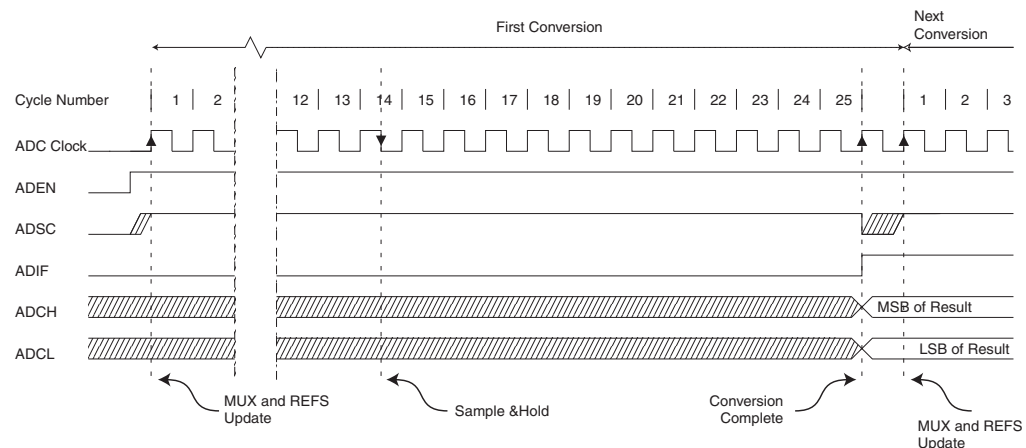 First Conversion
Next
Conversion
Cycle Number 1 2 12 13 14 15 16 17 18 19 20 21 22 23 24 25 1 2 3
ADC Clock
ADEN
ADSC
ADIF
ADCH MSB of Result
ADCL LSB of Result
MUX and REFS
Update
Sample &Hold
Conversion
Complete
MUX and REFS
Update